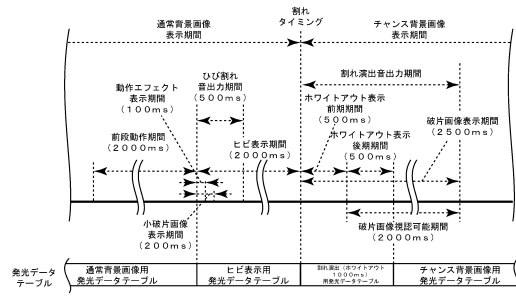 割れ
タイミング
通常背景画像
表示期間
チャンス背景画像
表示期間
ひび割れ
音出力期間
(500ms)
割れ演出音出力期間
動作エフェクト
表示期間
(100ms)
ホワイトアウト表示
前期期間
(500ms)
破片画像表示期間
(2500ms)
前段動作期間
(2000ms)
ヒビ表示期間
(2000ms)
ホワイトアウト表示
後期期間
(500ms)
小破片画像
表示期間
(200ms)
破片画像視認可能期間
(2000ms)
発光データ
テーブル
通常背景画像用
発光データテーブル
ヒビ表示用
発光データテーブル
割れ演出(ホワイトアウト
1000ms)
用発光データテーブル
チャンス背景画像用
発光データテーブル